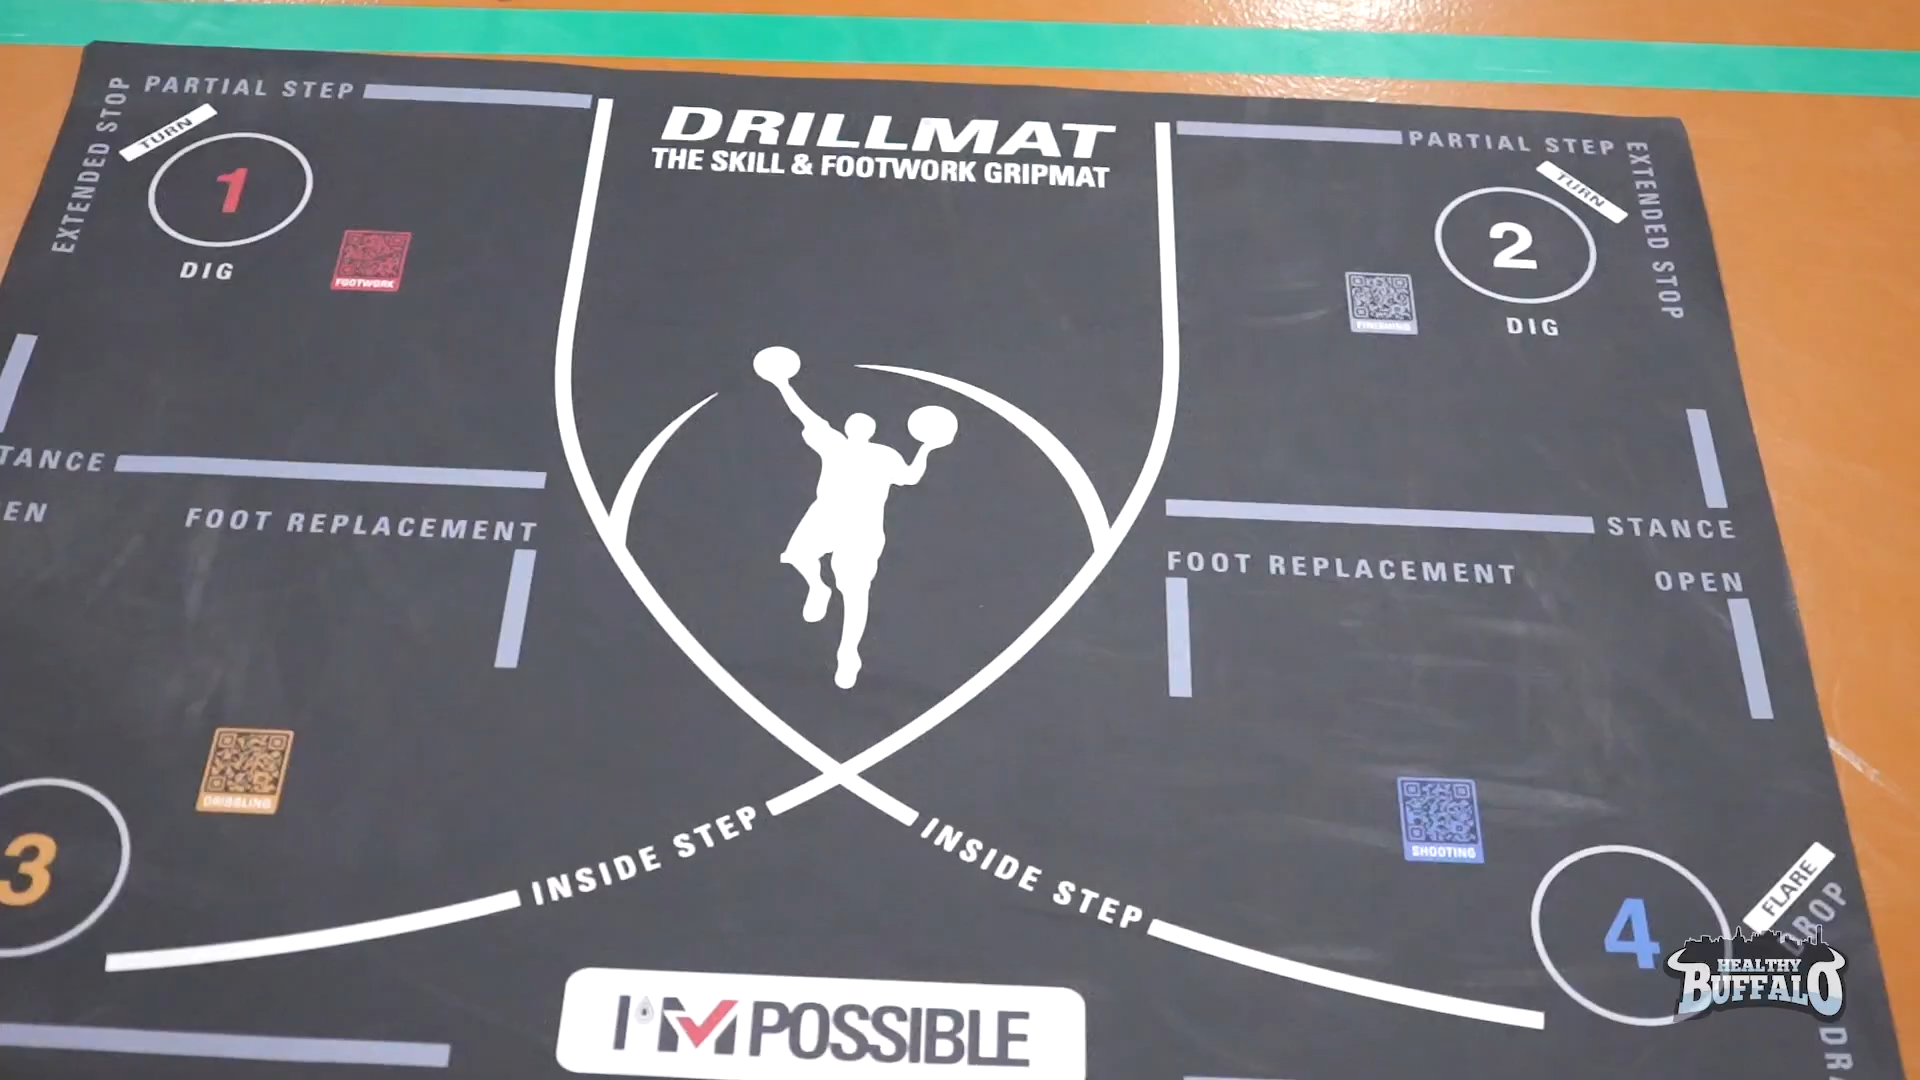 PARTIAL STEP
EXTENDED STOP
TURN
1
DIG
FOOTWORK
DRILLMAT
THE SKILL & FOOTWORK GRIPMAT
PARTIAL STEP
EXTENDED STOP
TURN
2
DIG
FINISHING
TANCE
EN
FOOT REPLACEMENT
STANCE
FOOT REPLACEMENT
OPEN
DRIBBLING
3
INSIDE STEP
INSIDE STEP
SHOOTING
4
FLARE
DROP
I'M POSSIBLE
HEALTHY
BUFFALO
DRA